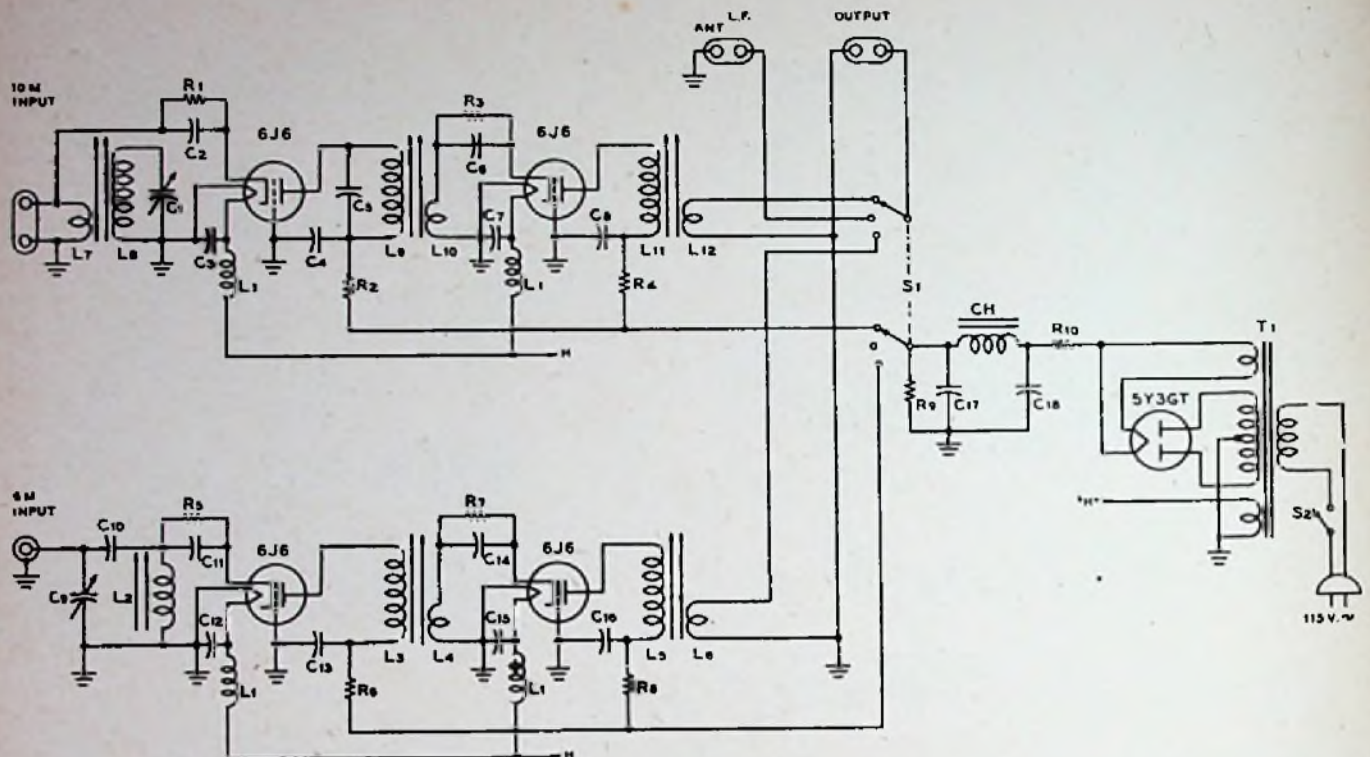 L.F.
ANT
OUTPUT
10 M
INPUT
R1
C2
6J6
R3
C6
6J6
C1
C5
C7
C8
L7
L8
C3
C4
L9
L10
L11
L12
L1
R2
L1
R4
S1
H
CH
R10
T1
R9
C17
C18
5Y3GT
"H"
S2
115 V.~
6 M
INPUT
C10
R5
C11
6J6
R7
C14
6J6
C9
L2
C12
C13
C15
C16
L3
L4
L5
L6
L1
R6
L1
R8
H